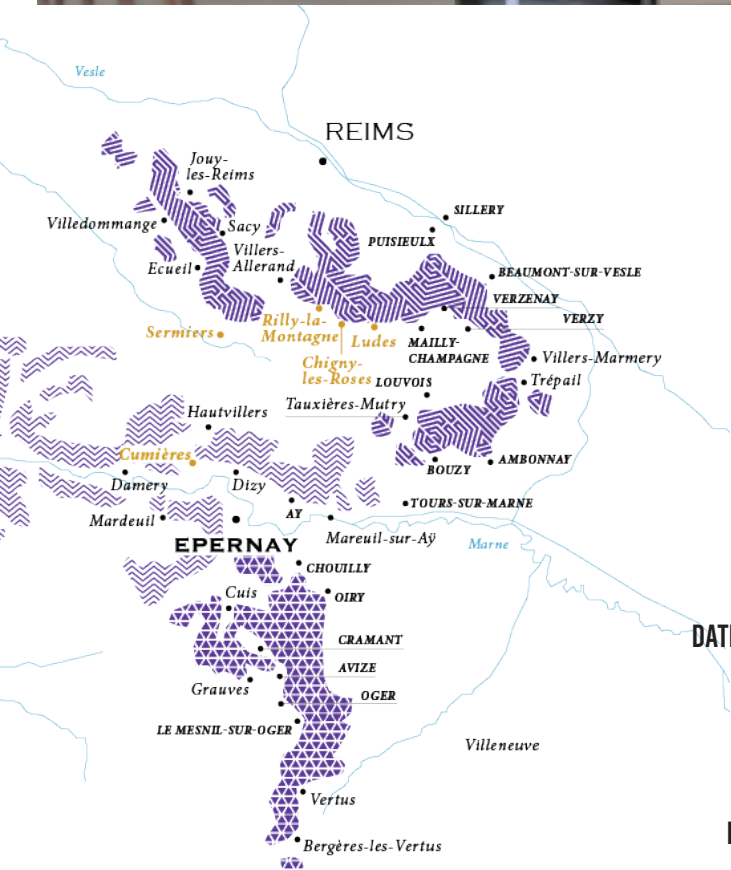 Vesle
REIMS
Jouy-
les-Reims
SILLERY
Villedommange
Sacy
PUISIEULX
Villers-
Allerand
Ecueil
BEAUMONT-SUR-VESLE
VERZENAY
VERZY
Sermiers
Rilly-la-
Montagne
Ludes
MAILLY-
CHAMPAGNE
Chigny-
les-Roses
Villers-Marmery
Trépail
LOUVOIS
Tauxières-Mutry
Hautvillers
Cumières
BOUZY
AMBONNAY
Damery
Dizy
TOURS-SUR-MARNE
AY
Mardeuil
EPERNAY
Mareuil-sur-Aÿ
Marne
CHOUILLY
Cuis
OIRY
CRAMANT
DATE
AVIZE
Grauves
OGER
LE MESNIL-SUR-OGER
Villeneuve
Vertus
Bergères-les-Vertus